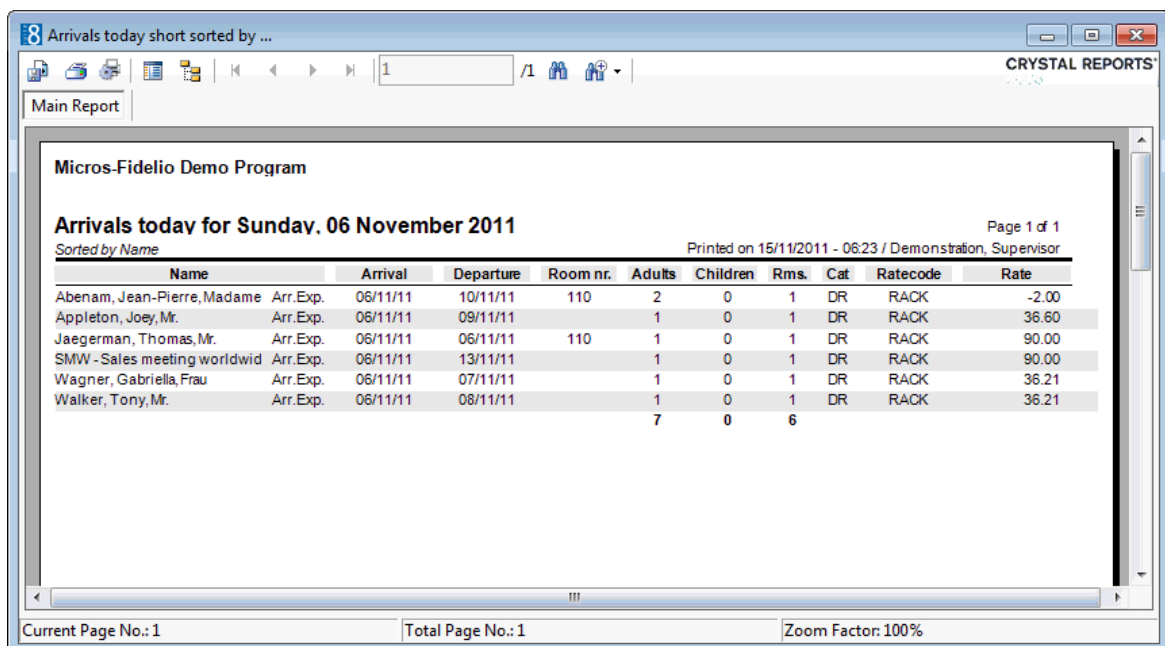 8 Arrivals today short sorted by ...
1 /1 CRYSTAL REPORTS®
Main Report
Micros-Fidelio Demo Program
Arrivals today for Sunday, 06 November 2011 Page 1 of 1
Sorted by Name Printed on 15/11/2011 - 06:23 / Demonstration, Supervisor
Name Arrival Departure Room nr. Adults Children Rms. Cat Ratecode Rate
Abenam, Jean-Pierre, Madame Arr.Exp. 06/11/11 10/11/11 110 2 0 1 DR RACK -2.00
Appleton, Joey, Mr. Arr.Exp. 06/11/11 09/11/11 1 0 1 DR RACK 36.60
Jaegerman, Thomas, Mr. Arr.Exp. 06/11/11 06/11/11 110 1 0 1 DR RACK 90.00
SMW - Sales meeting worldwid Arr.Exp. 06/11/11 13/11/11 1 0 1 DR RACK 90.00
Wagner, Gabriella, Frau Arr.Exp. 06/11/11 07/11/11 1 0 1 DR RACK 36.21
Walker, Tony, Mr. Arr.Exp. 06/11/11 08/11/11 1 0 1 DR RACK 36.21
7 0 6
Current Page No.: 1 Total Page No.: 1 Zoom Factor: 100%